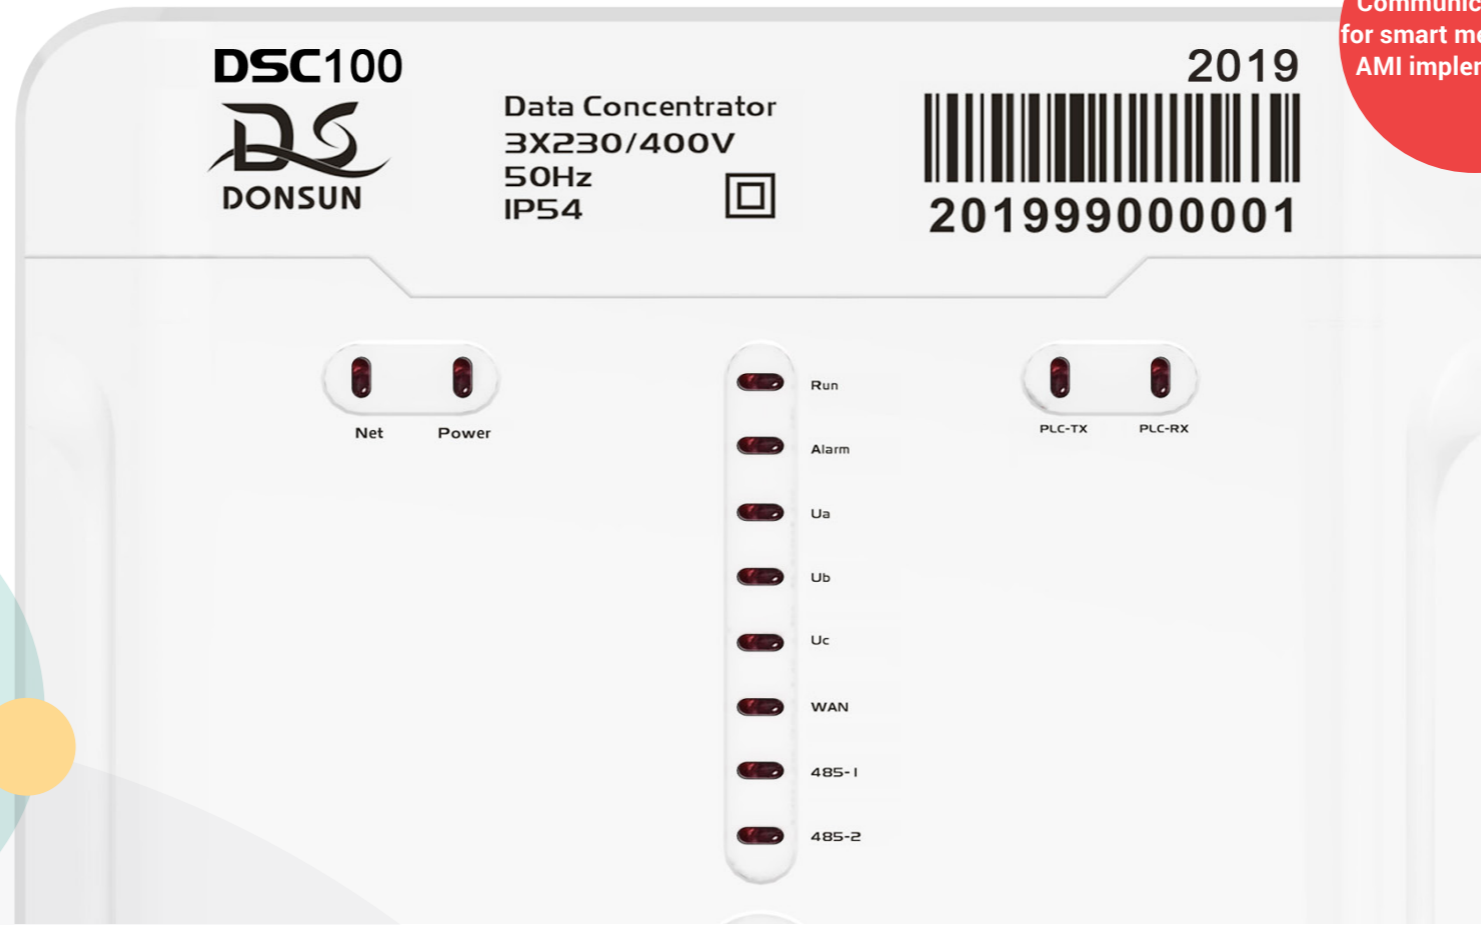 DSC100
DONSUN
Data Concentrator
3X230/400V
50Hz
IP54
2019
201999000001
for smart
AMI
Net
Power
Run
Alarm
Ua
Ub
Uc
WAN
485-1
485-2
PLC-TX
PLC-RX